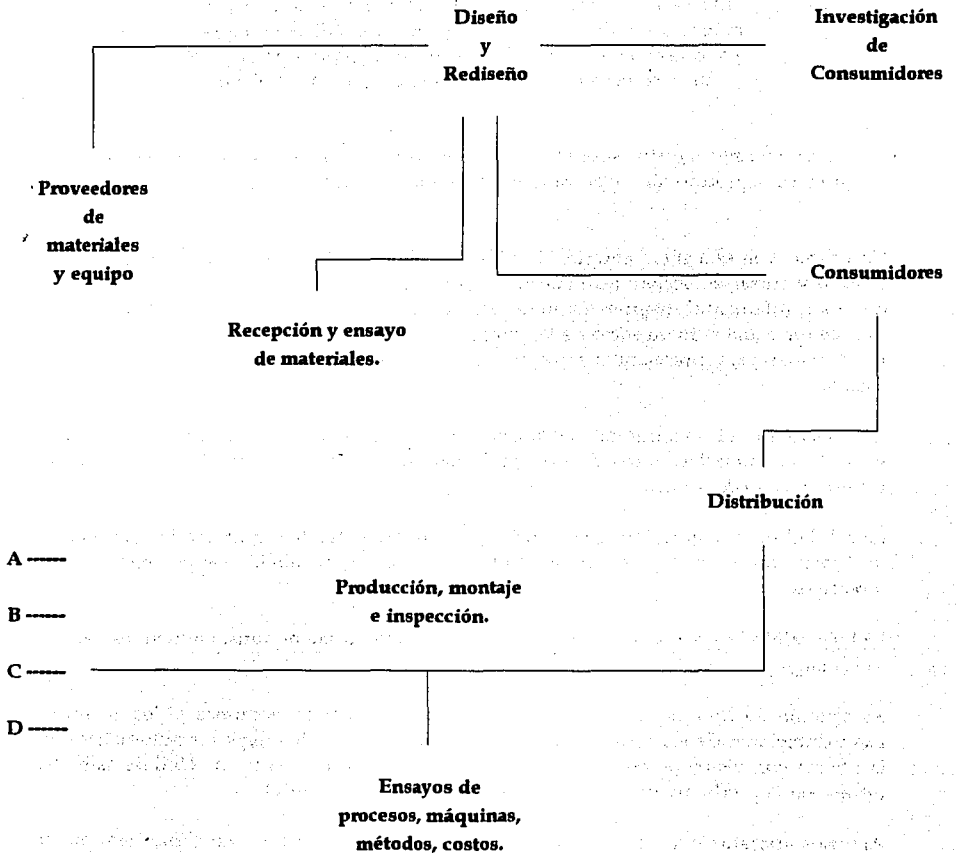 Diseño
y
Rediseño
Investigación
de
Consumidores
Proveedores
de
materiales
y equipo
Consumidores
Recepción y ensayo
de materiales.
Distribución
A ------
Producción, montaje
e inspección.
B ------
C ------
D ------
Ensayos de
procesos, máquinas,
métodos, costos.